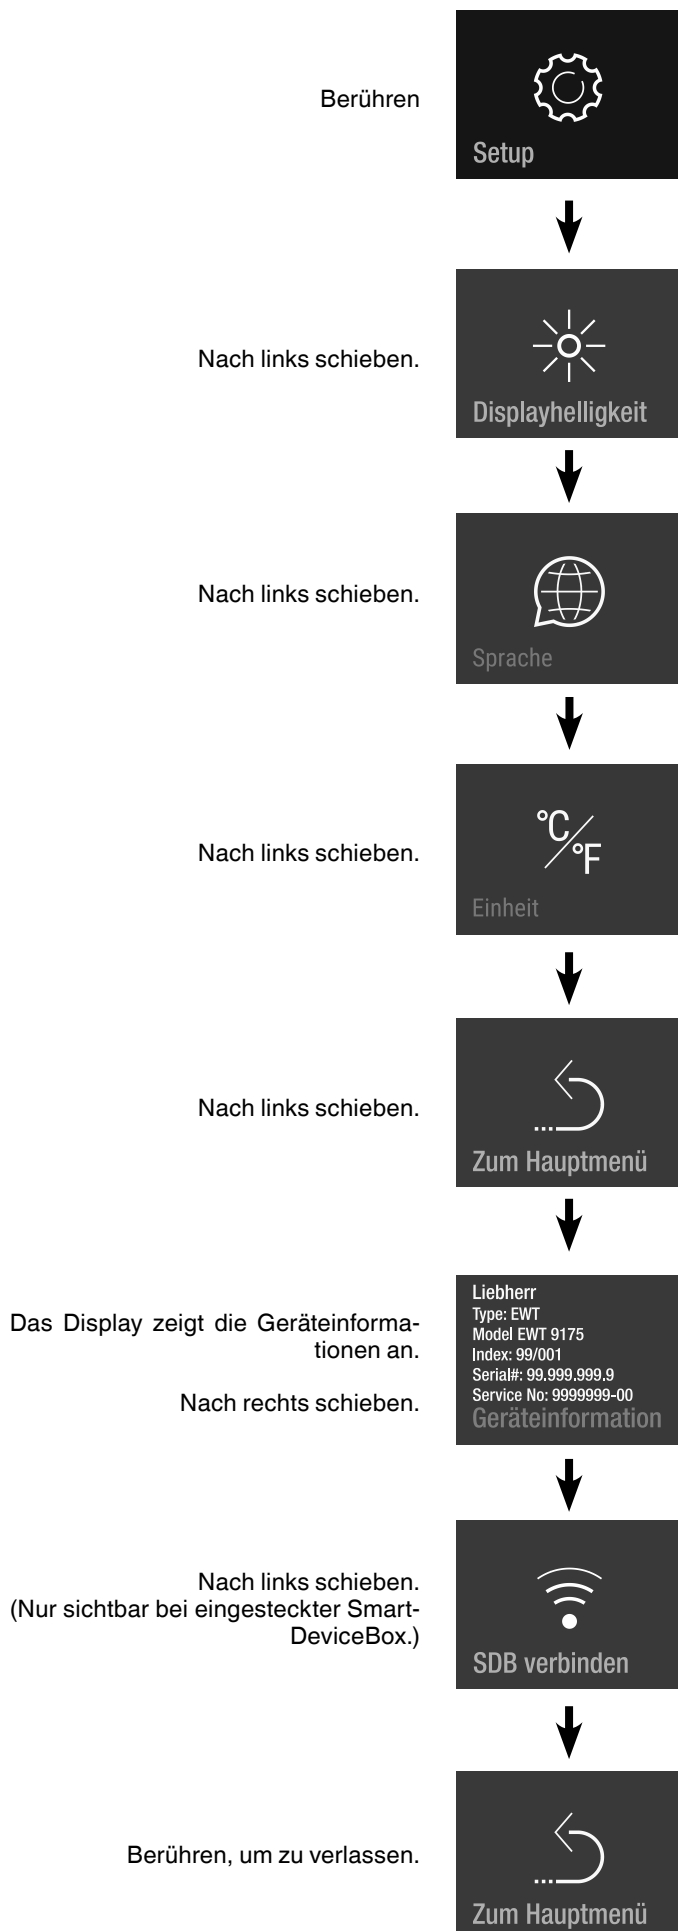 Berühren
Setup
Nach links schieben.
Displayhelligkeit
Nach links schieben.
Sprache
Nach links schieben.
°C/°F
Einheit
Nach links schieben.
Zum Hauptmenü
Das Display zeigt die Geräteinforma-
tionen an.
Nach rechts schieben.
Liebherr
Type: EWT
Model EWT 9175
Index: 99/001
Serial#: 99.999.999.9
Service No: 9999999-00
Geräteinformation
Nach links schieben.
(Nur sichtbar bei eingesteckter Smart-
DeviceBox.)
SDB verbinden
Berühren, um zu verlassen.
Zum Hauptmenü